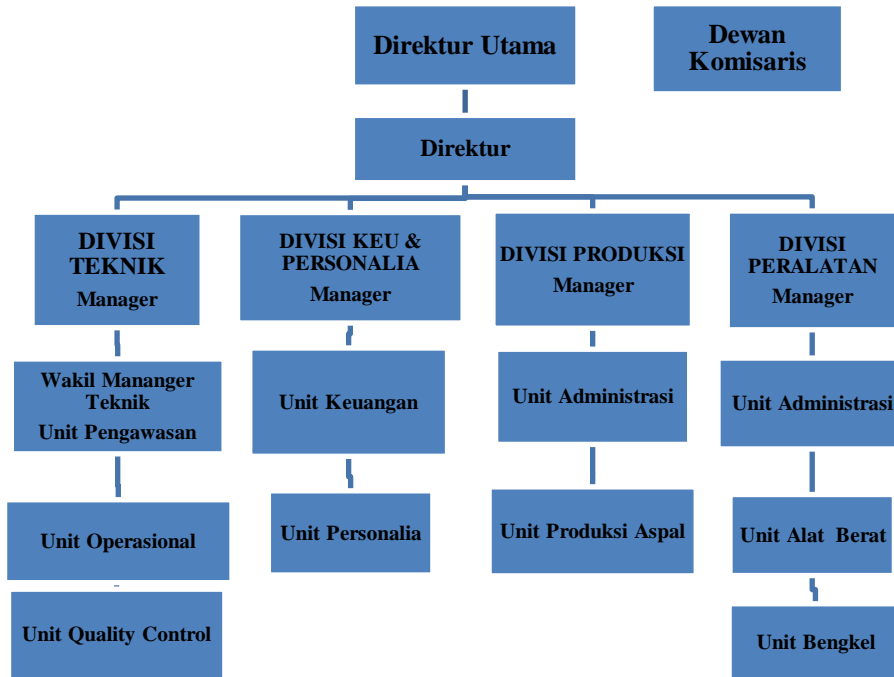 Direktur Utama
Dewan
Komisaris
Direktur
DIVISI
TEKNIK
Manager
DIVISI KEU &
PERSONALIA
Manager
DIVISI PRODUKSI
Manager
DIVISI
PERALATAN
Manager
Wakil Mananger
Teknik
Unit Pengawasan
Unit Keuangan
Unit Administrasi
Unit Administrasi
Unit Operasional
Unit Personalia
Unit Produksi Aspal
Unit Alat Berat
Unit Quality Control
Unit Bengkel